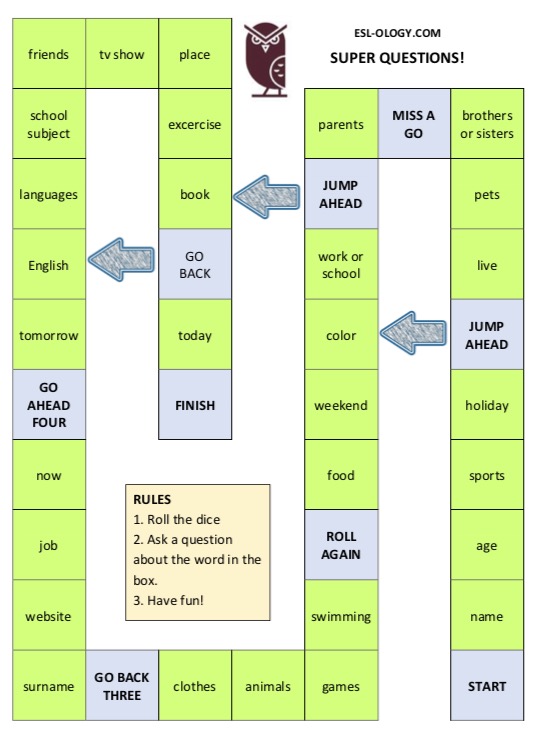 ESL-OLOGY.COM
SUPER QUESTIONS!
friends
tv show
place
school
subject
excercise
parents
MISS A
GO
brothers
or sisters
languages
book
JUMP
AHEAD
pets
English
GO
BACK
work or
school
live
tomorrow
today
color
JUMP
AHEAD
GO
AHEAD
FOUR
FINISH
weekend
holiday
now
food
sports
RULES
1. Roll the dice
2. Ask a question
about the word in the
box.
3. Have fun!
job
ROLL
AGAIN
age
website
swimming
name
surname
GO BACK
THREE
clothes
animals
games
START